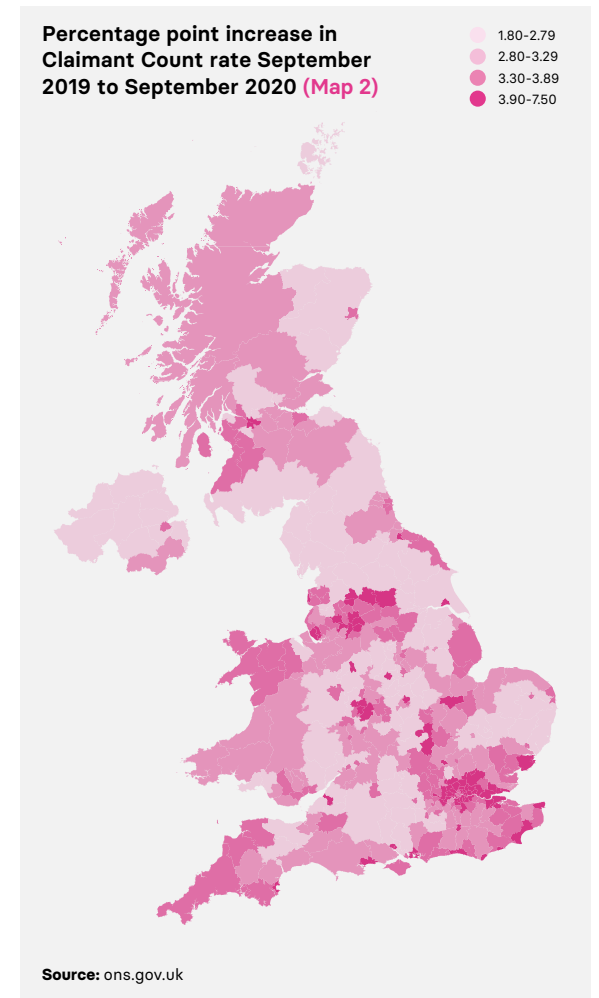 Percentage point increase in
Claimant Count rate September
2019 to September 2020 (Map 2)
1.80-2.79
2.80-3.29
3.30-3.89
3.90-7.50
Source: ons.gov.uk